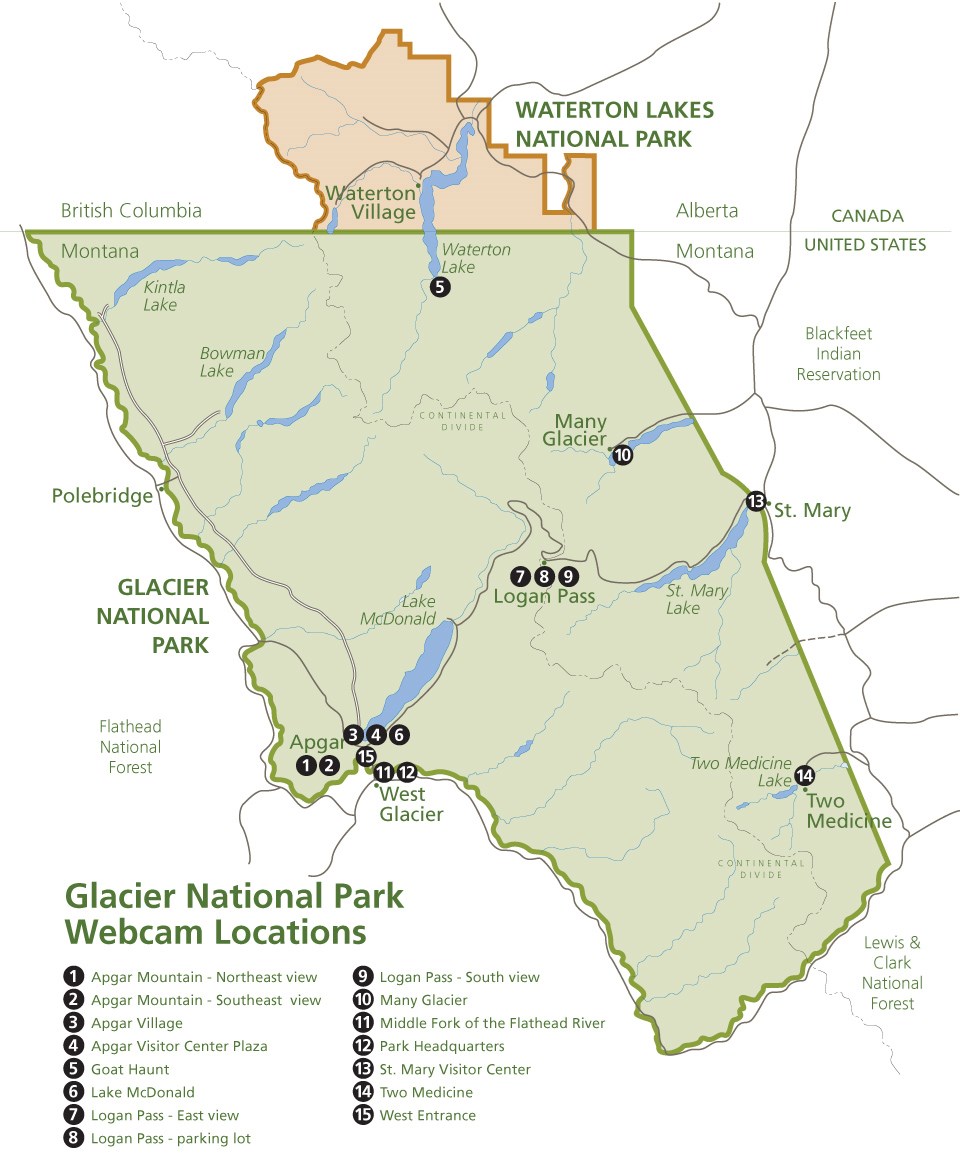 WATERTON LAKES
NATIONAL PARK
Waterton
Village
British Columbia
Alberta
CANADA
Montana
Montana
UNITED STATES
Waterton
Lake
5
Kintla
Lake
Bowman
Lake
Blackfeet
Indian
Reservation
CONTINENTAL
DIVIDE
Many
Glacier
10
Polebridge
13
St. Mary
GLACIER
NATIONAL
PARK
7 8 9
Logan Pass
Lake
McDonald
St. Mary
Lake
Flathead
National
Forest
3 4 6
Apgar
15
1 2
11 12
West
Glacier
Two Medicine
Lake
14
Two
Medicine
CONTINENTAL
DIVIDE
Lewis &
Clark
National
Forest
Glacier National Park
Webcam Locations
1 Apgar Mountain - Northeast view
2 Apgar Mountain - Southeast view
3 Apgar Village
4 Apgar Visitor Center Plaza
5 Goat Haunt
6 Lake McDonald
7 Logan Pass - East view
8 Logan Pass - parking lot
9 Logan Pass - South view
10 Many Glacier
11 Middle Fork of the Flathead River
12 Park Headquarters
13 St. Mary Visitor Center
14 Two Medicine
15 West Entrance